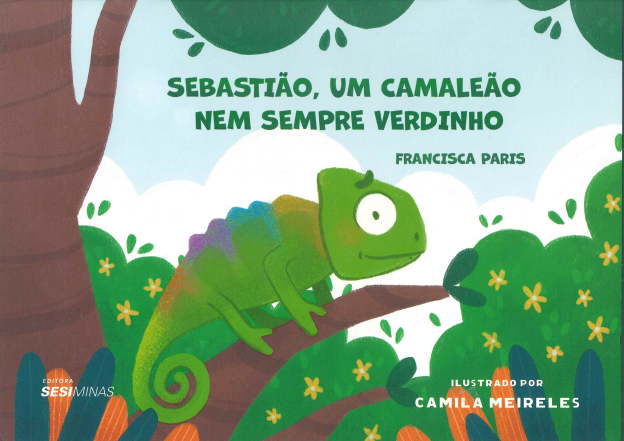 SEBASTIÃO, UM CAMALEÃO
NEM SEMPRE VERDINHO
FRANCISCA PARIS
EDITORA
SESIMINAS
ILUSTRADO POR
CAMILA MEIRELES